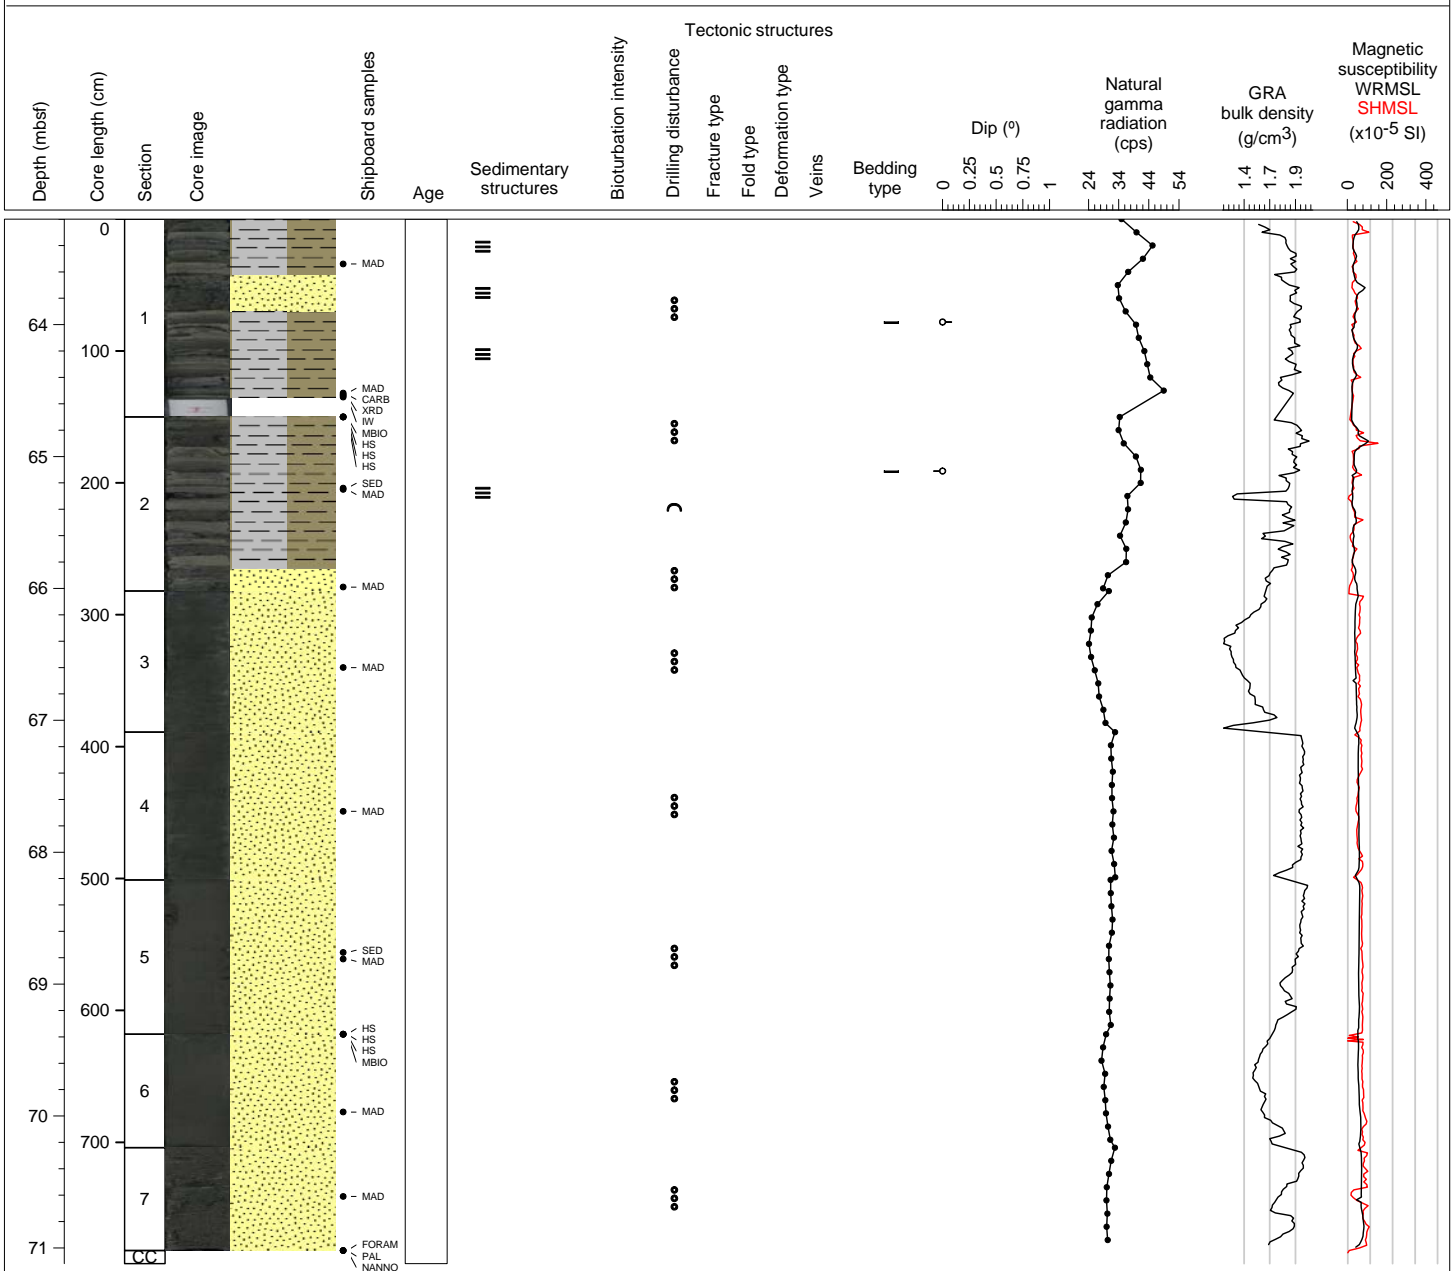 Tectonic structures
Depth (mbsf)
Core length (cm)
Section
Core image
Shipboard samples
Age
Sedimentary
structures
Bioturbation intensity
Drilling disturbance
Fracture type
Fold type
Deformation type
Veins
Bedding
type
Dip (º)
0 0.25 0.5 0.75 1
Natural
gamma
radiation
(cps)
24 34 44 54
GRA
bulk density
(g/cm3)
1.4 1.7 1.9
Magnetic
susceptibility
WRMSL
SHMSL
(x10-5 SI)
0 200 400
64
65
66
67
68
69
70
71
0
100
200
300
400
500
600
700
1
2
3
4
5
6
7
CC
MAD
MAD
CARB
XRD
IW
MBIO
HS
HS
HS
SED
MAD
MAD
MAD
MAD
SED
MAD
HS
HS
HS
MBIO
MAD
MAD
FORAM
PAL
NANNO